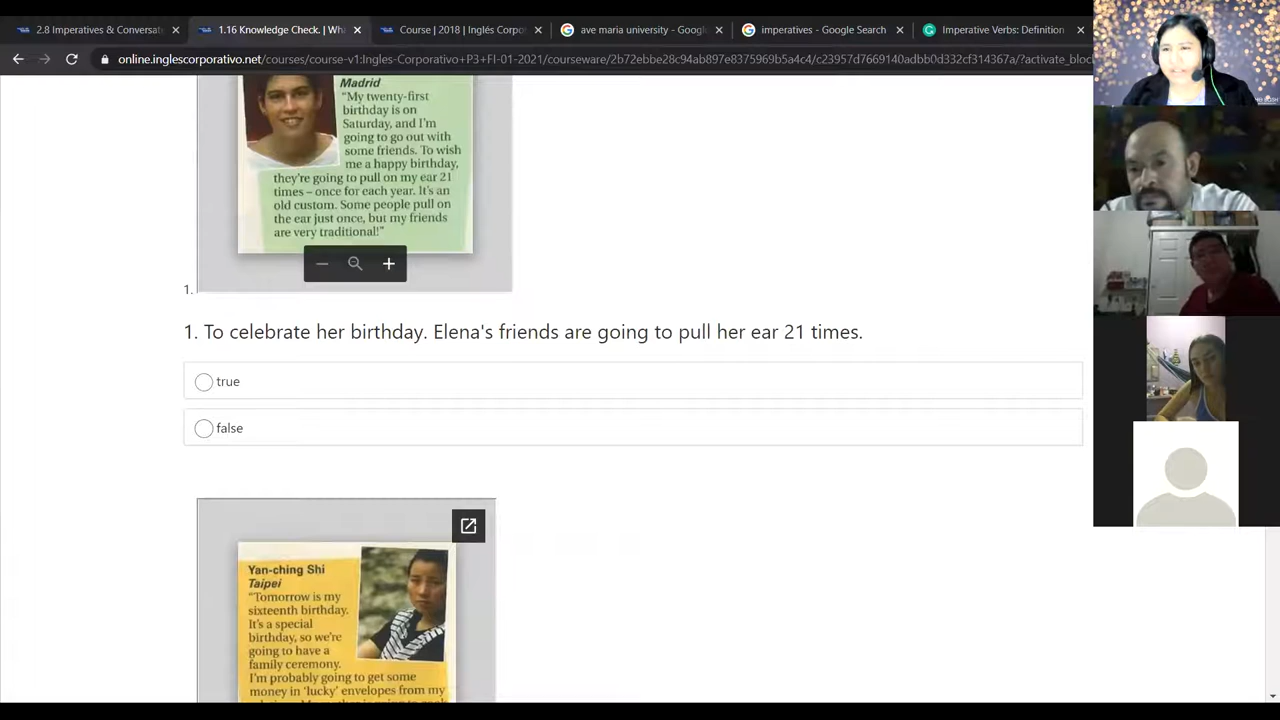 2.8 Imperatives & Conversat
1.16 Knowledge Check. | Wh
Course | 2018 | Inglés Corpo
ave maria university - Googl
imperatives - Google Search
Imperative Verbs: Definition
online.inglescorporativo.net/courses/course-v1:Ingles-Corporativo+P3+FI-01-2021/courseware/2b72ebbe28c94ab897e8375969b5a4c4/c23957d7669140adbb0d332cf314367a/?activate_bloc
Madrid
"My twenty-first
birthday is on
Saturday, and I'm
going to go out with
some friends. To wish
me a happy birthday,
they're going to pull on my ear 21
times – once for each year. It's an
old custom. Some people pull on
the ear just once, but my friends
are very traditional!"
1.
1. To celebrate her birthday. Elena's friends are going to pull her ear 21 times.
true
false
Yan-ching Shi
Taipei
"Tomorrow is my
sixteenth birthday.
It's a special
birthday, so we're
going to have a
family ceremony.
I'm probably going to get some
money in 'lucky' envelopes from my